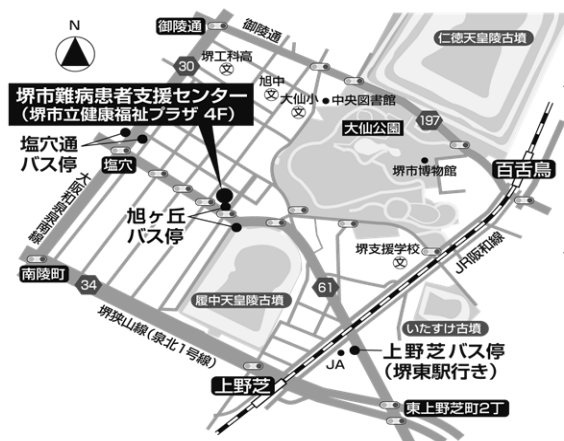 御陵通
御陵通
仁徳天皇陵古墳
30
堺工科高
文
旭中
文
大仙小
文
中央図書館
堺市難病患者支援センター
(堺市立健康福祉プラザ 4F)
大仙公園
197
塩穴通
バス停
塩穴
堺市博物館
百舌鳥
大阪和泉泉南線
旭ヶ丘
バス停
堺支援学校
文
JR阪和線
南陵町
34
履中天皇陵古墳
61
いたすけ古墳
堺狭山線(泉北1号線)
JA
上野芝バス停
(堺東駅行き)
上野芝
東上野芝町2丁